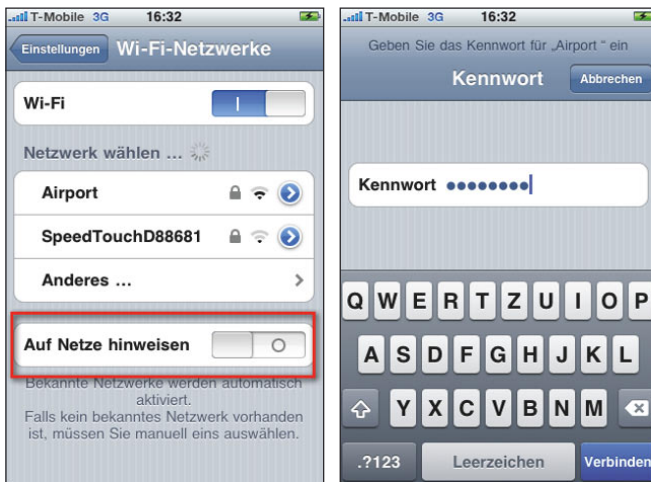 T-Mobile 3G 16:32
Einstellungen Wi-Fi-Netzwerke
Wi-Fi
Netzwerk wählen ...
Airport
SpeedTouchD88681
Anderes ...
Auf Netze hinweisen
Bekannte Netzwerke werden automatisch
aktiviert.
Falls kein bekanntes Netzwerk vorhanden
ist, müssen Sie manuell eins auswählen.
T-Mobile 3G 16:32
Geben Sie das Kennwort für „Airport “ ein
Kennwort Abbrechen
Kennwort ••••••••
Q W E R T Z U I O P
A S D F G H J K L
Y X C V B N M
.?123 Leerzeichen Verbinden